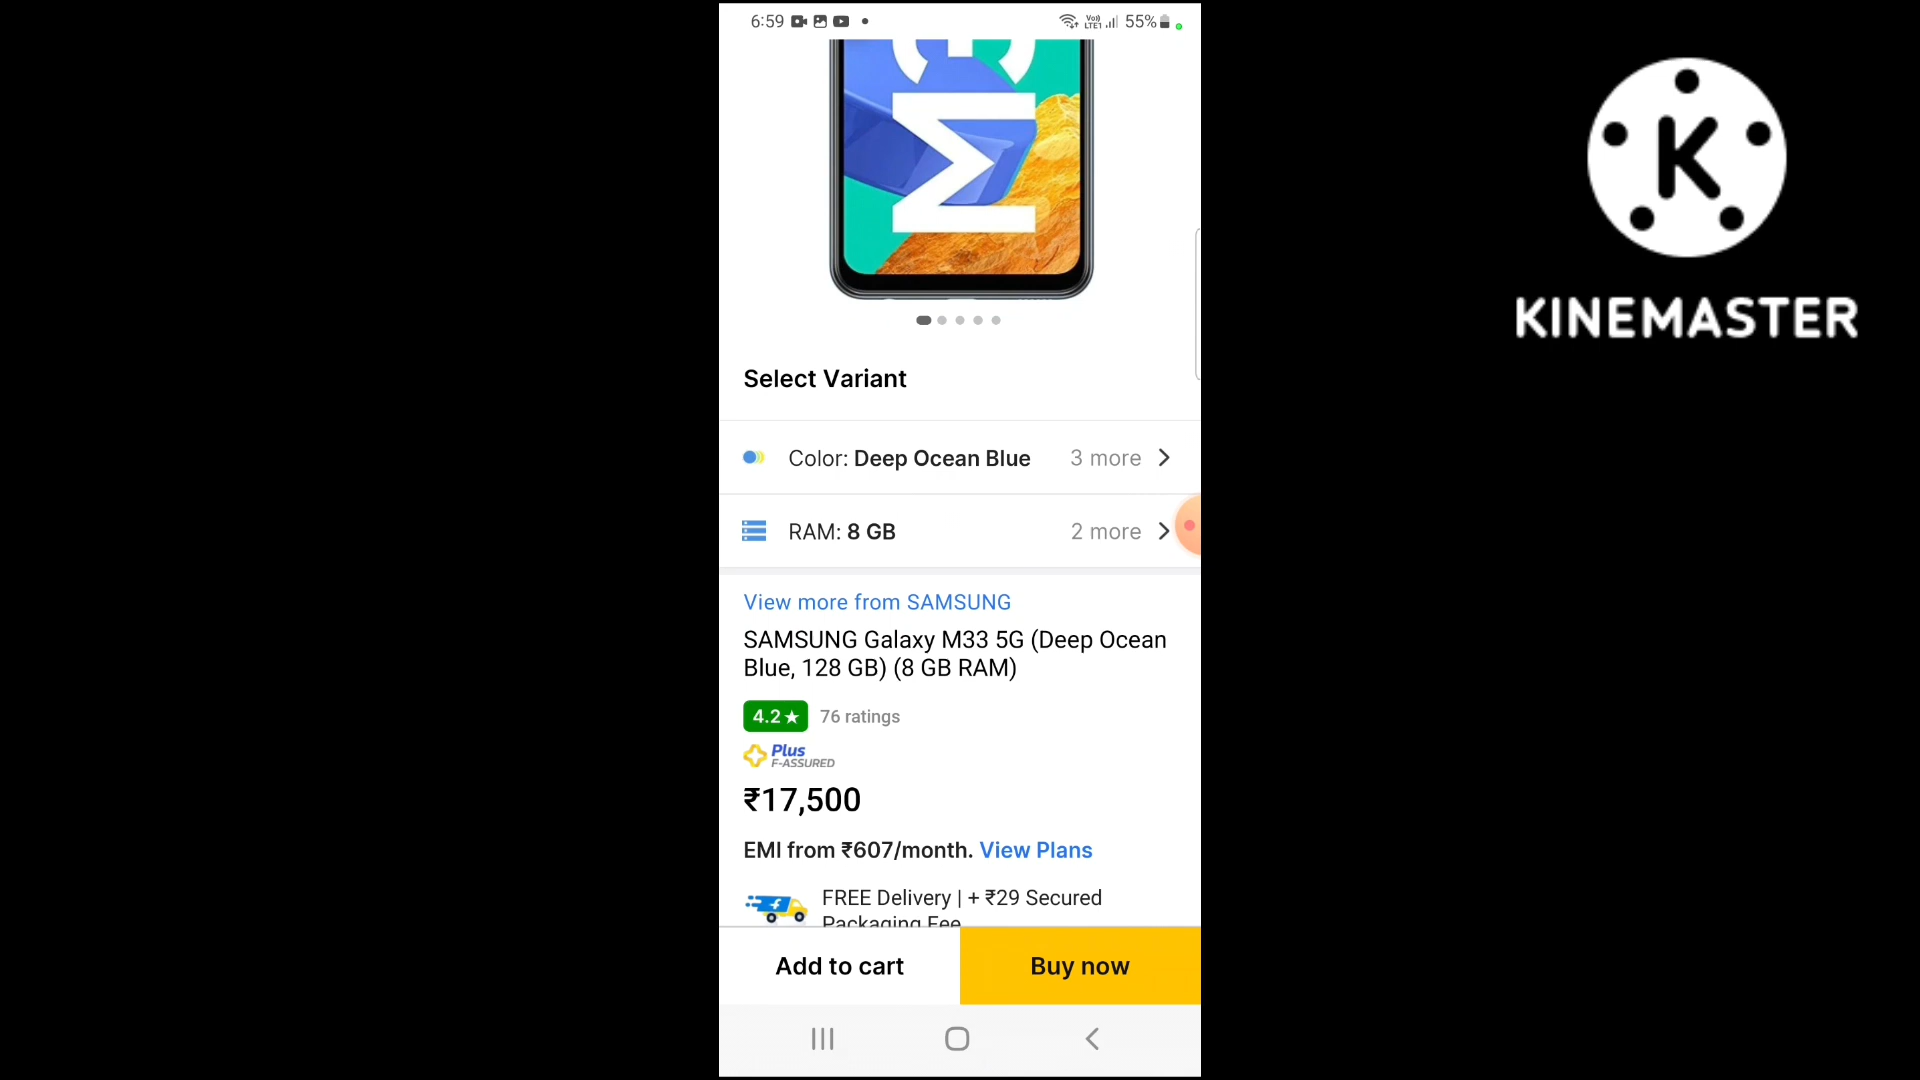 6:59
Vo)) LTE1 55%
M3
Select Variant
Color: Deep Ocean Blue 3 more
RAM: 8 GB 2 more
View more from SAMSUNG
SAMSUNG Galaxy M33 5G (Deep Ocean
Blue, 128 GB) (8 GB RAM)
4.2★ 76 ratings
Plus
F-ASSURED
₹17,500
EMI from ₹607/month. View Plans
FREE Delivery | + ₹29 Secured
Packaging Fee
Add to cart Buy now
K
KINEMASTER